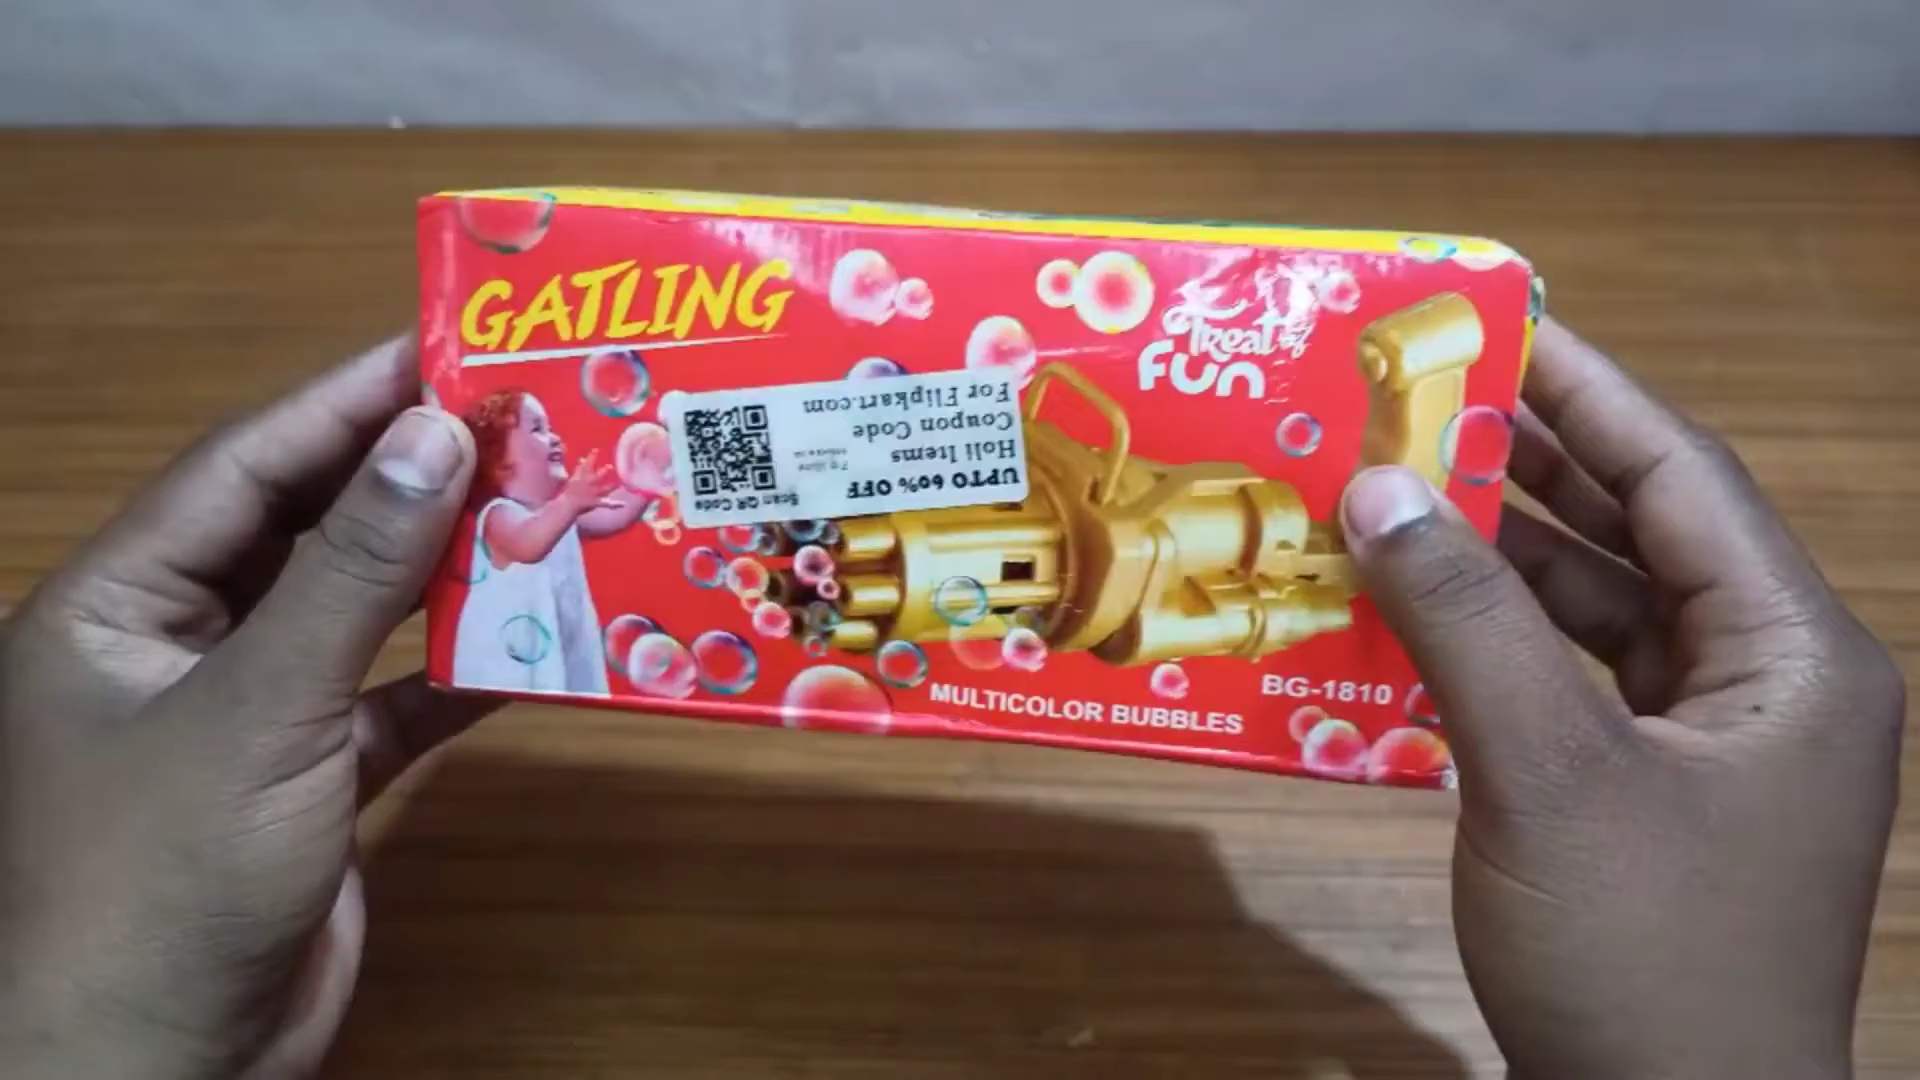 GATLING
Treat of
Fun
UPTO 60% OFF
Holi Items
Coupon Code
For Flipkart.com
Scan QR Code
MULTICOLOR BUBBLES
BG-1810